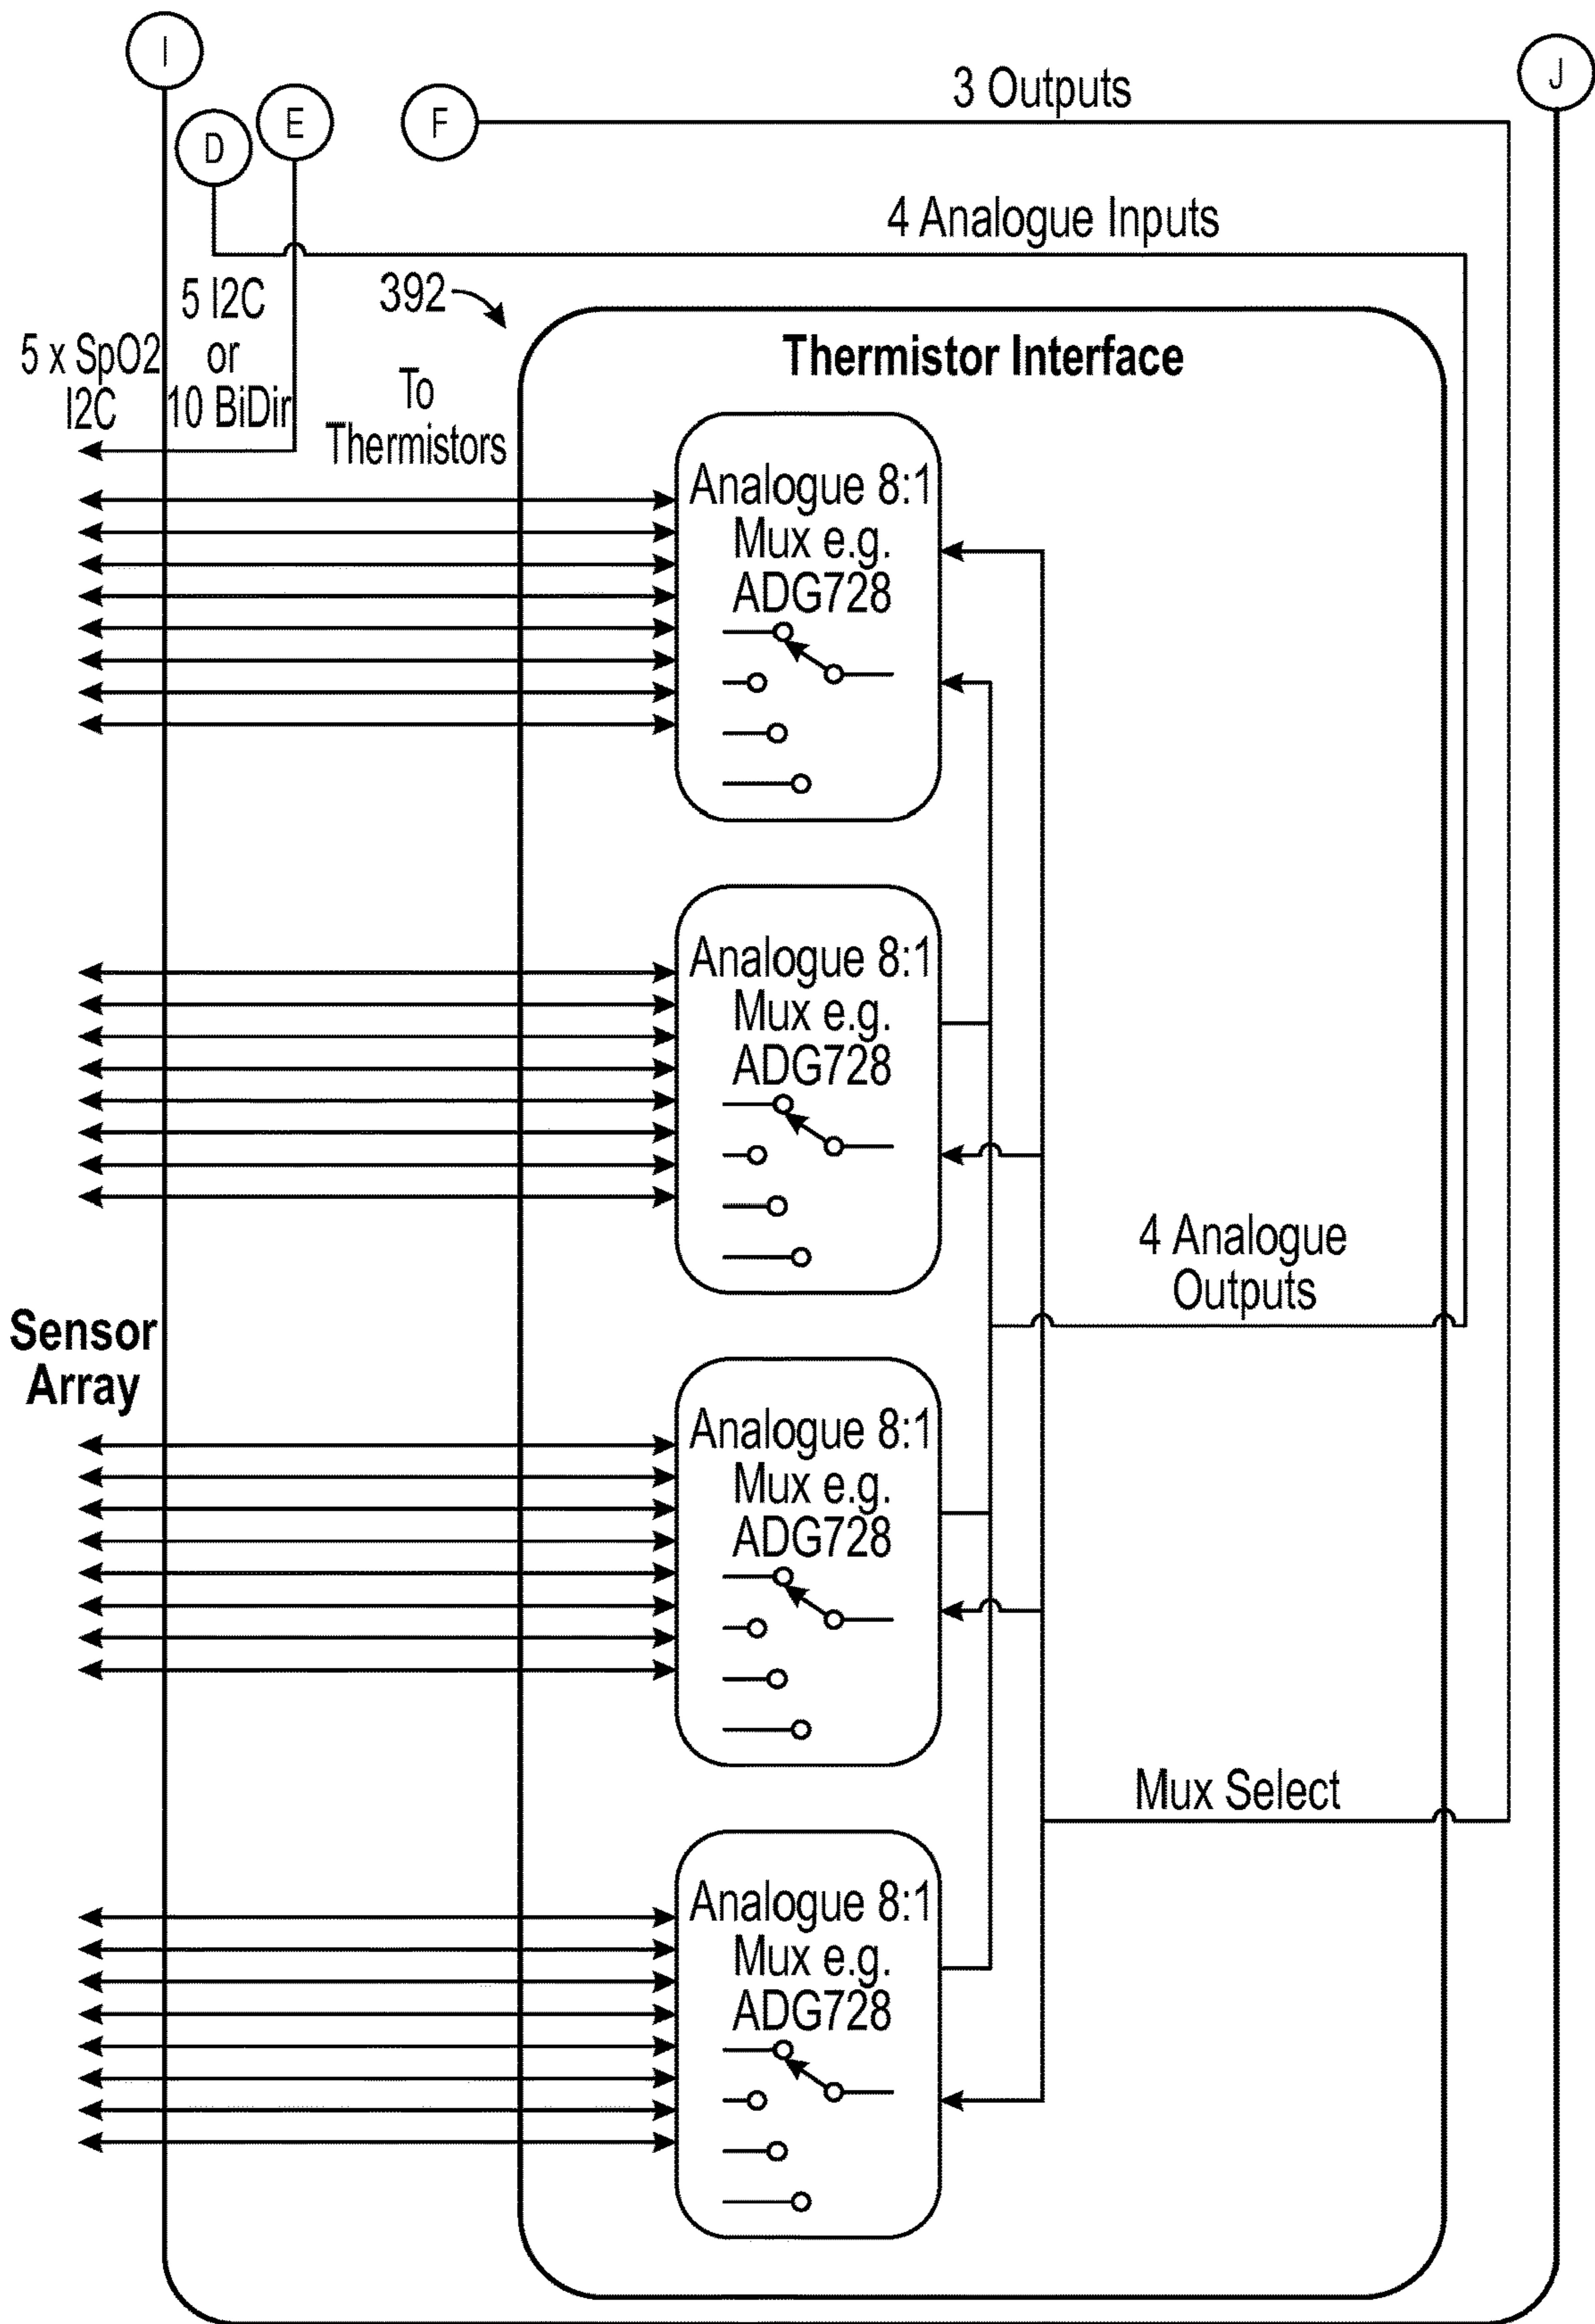 I
J
D
E
F
3 Outputs
4 Analogue Inputs
5 x SpO2
I2C
5 I2C
or
10 BiDir
392
To
Thermistors
Thermistor Interface
Analogue 8:1
Mux e.g.
ADG728
Analogue 8:1
Mux e.g.
ADG728
4 Analogue
Outputs
Sensor
Array
Analogue 8:1
Mux e.g.
ADG728
Mux Select
Analogue 8:1
Mux e.g.
ADG728